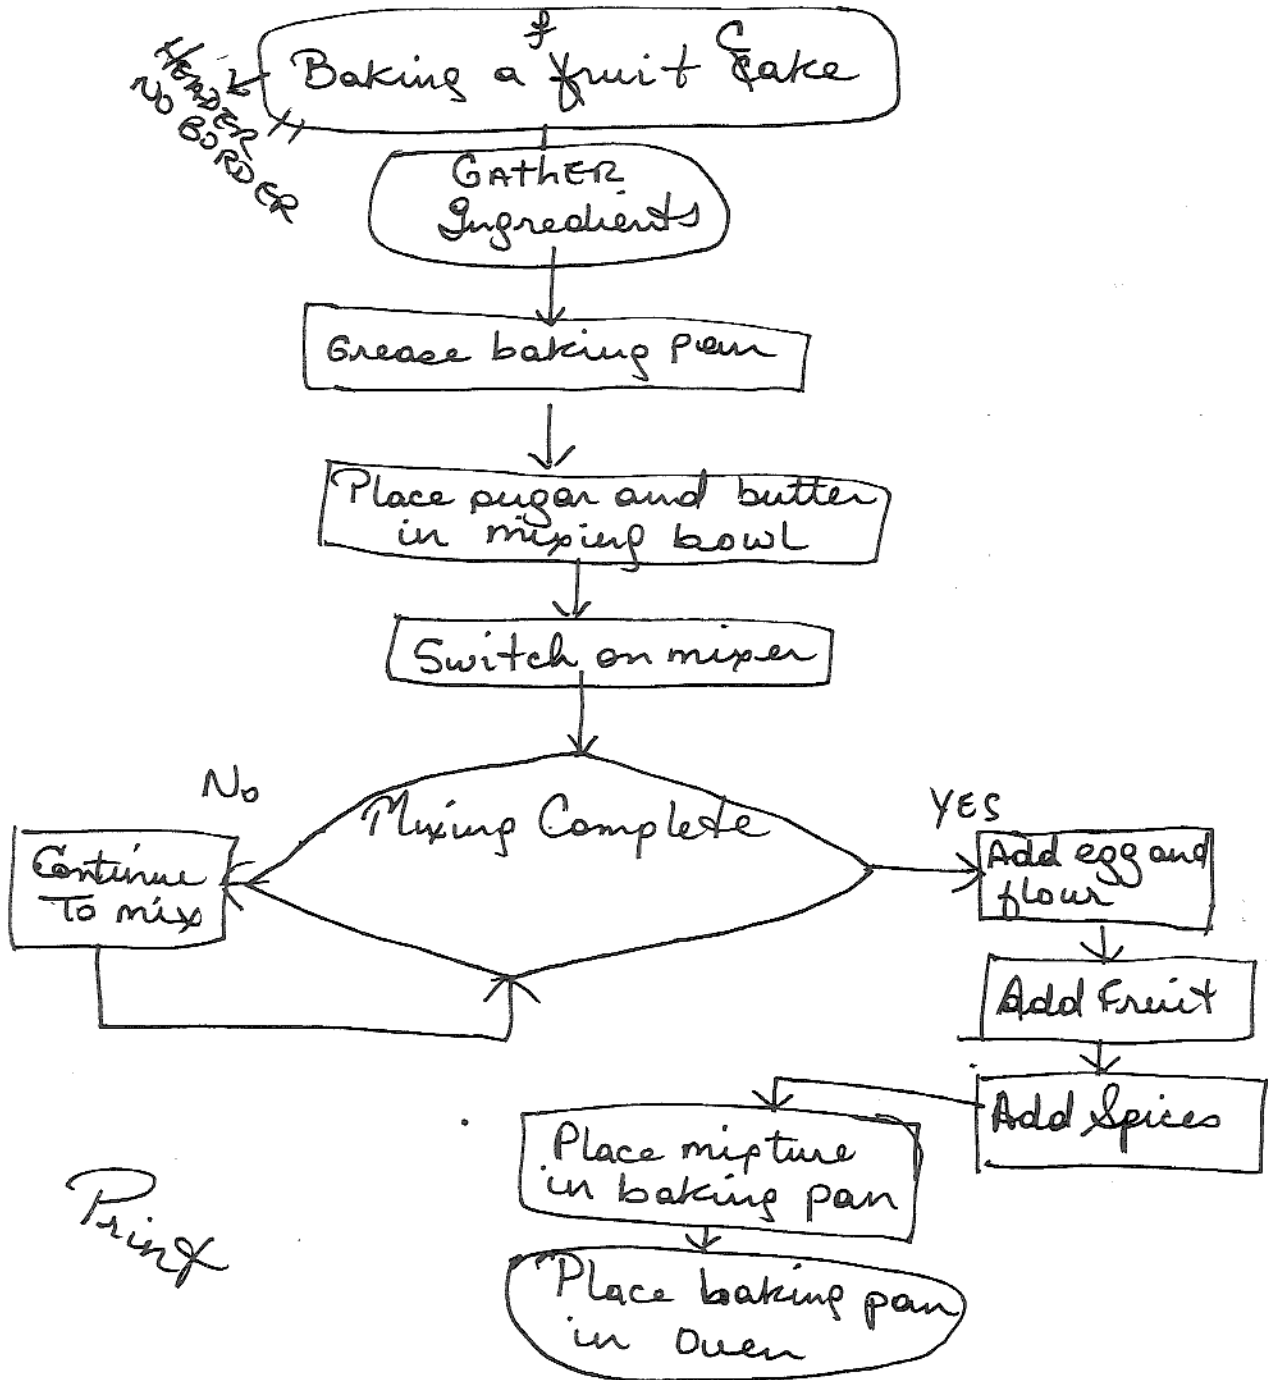 Baking a fruit Cake
f
C
HEADER
NO BORDER
GATHER
Ingredients
Grease baking pan
Place sugar and butter
in mixing bowl
Switch on mixer
No
Mixing Complete
YES
Continue
To mix
Add egg and
flour
Add Fruit
Add Spices
Place mixture
in baking pan
Place baking pan
in Oven
Print